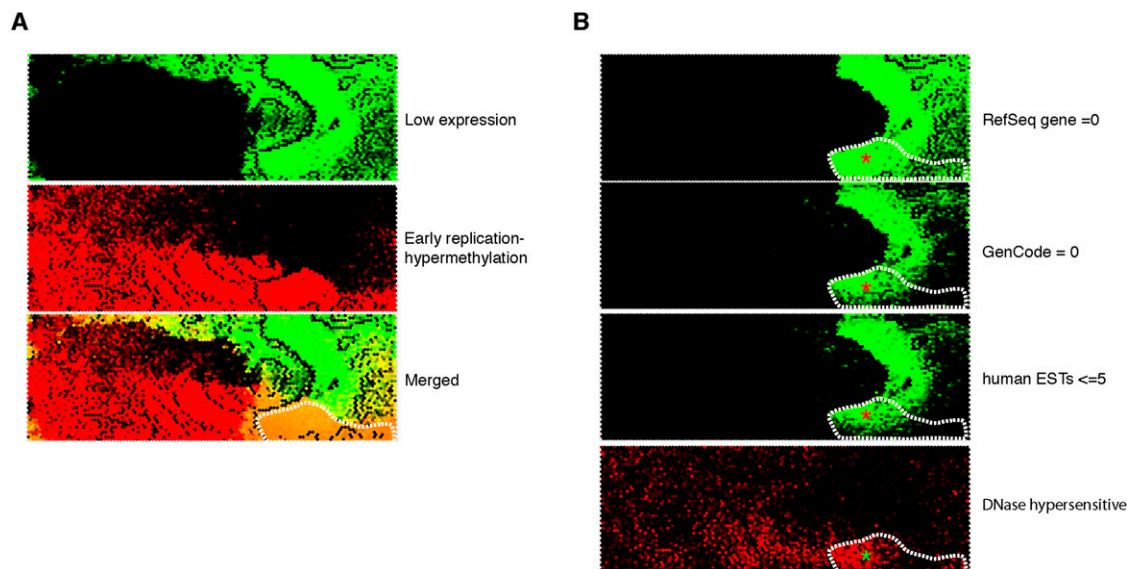 A
B
Low expression
Early replication-
hypermethylation
Merged
RefSeq gene =0
GenCode = 0
human ESTs <=5
DNase hypersensitive